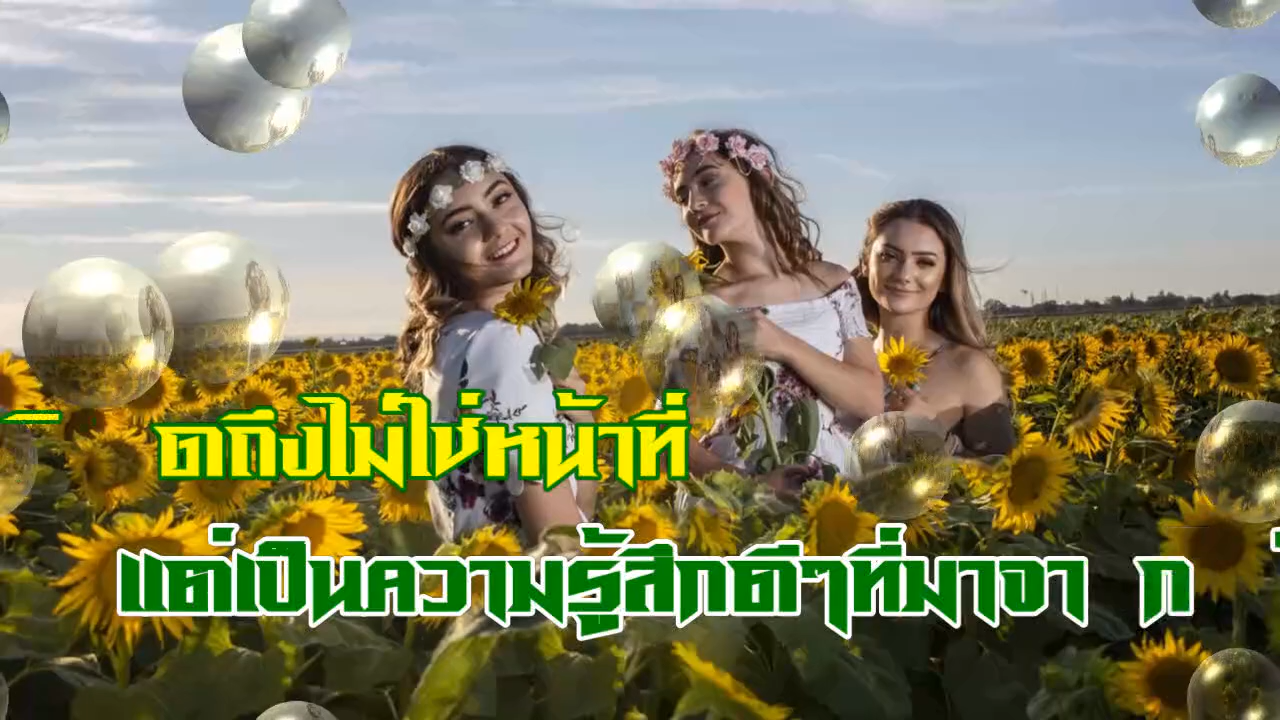 ดถึงไม่ใช่หน้าที่
แต่เป็นความรู้สึกดีๆที่มาจา ก